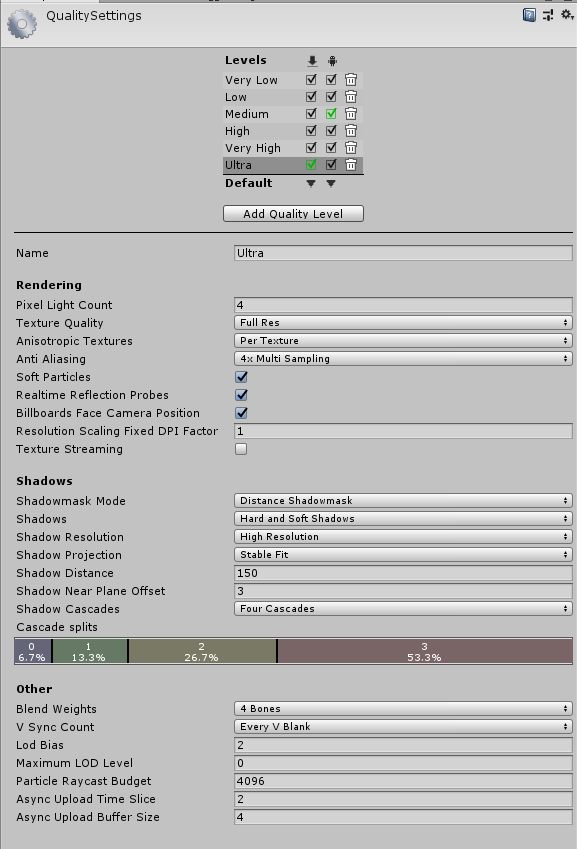 QualitySettings
Levels
Very Low
Low
Medium
High
Very High
Ultra
Default
Add Quality Level
Name Ultra
Rendering
Pixel Light Count 4
Texture Quality Full Res
Anisotropic Textures Per Texture
Anti Aliasing 4x Multi Sampling
Soft Particles
Realtime Reflection Probes
Billboards Face Camera Position
Resolution Scaling Fixed DPI Factor 1
Texture Streaming
Shadows
Shadowmask Mode Distance Shadowmask
Shadows Hard and Soft Shadows
Shadow Resolution High Resolution
Shadow Projection Stable Fit
Shadow Distance 150
Shadow Near Plane Offset 3
Shadow Cascades Four Cascades
Cascade splits
0 1 2 3
6.7% 13.3% 26.7% 53.3%
Other
Blend Weights 4 Bones
V Sync Count Every V Blank
Lod Bias 2
Maximum LOD Level 0
Particle Raycast Budget 4096
Async Upload Time Slice 2
Async Upload Buffer Size 4